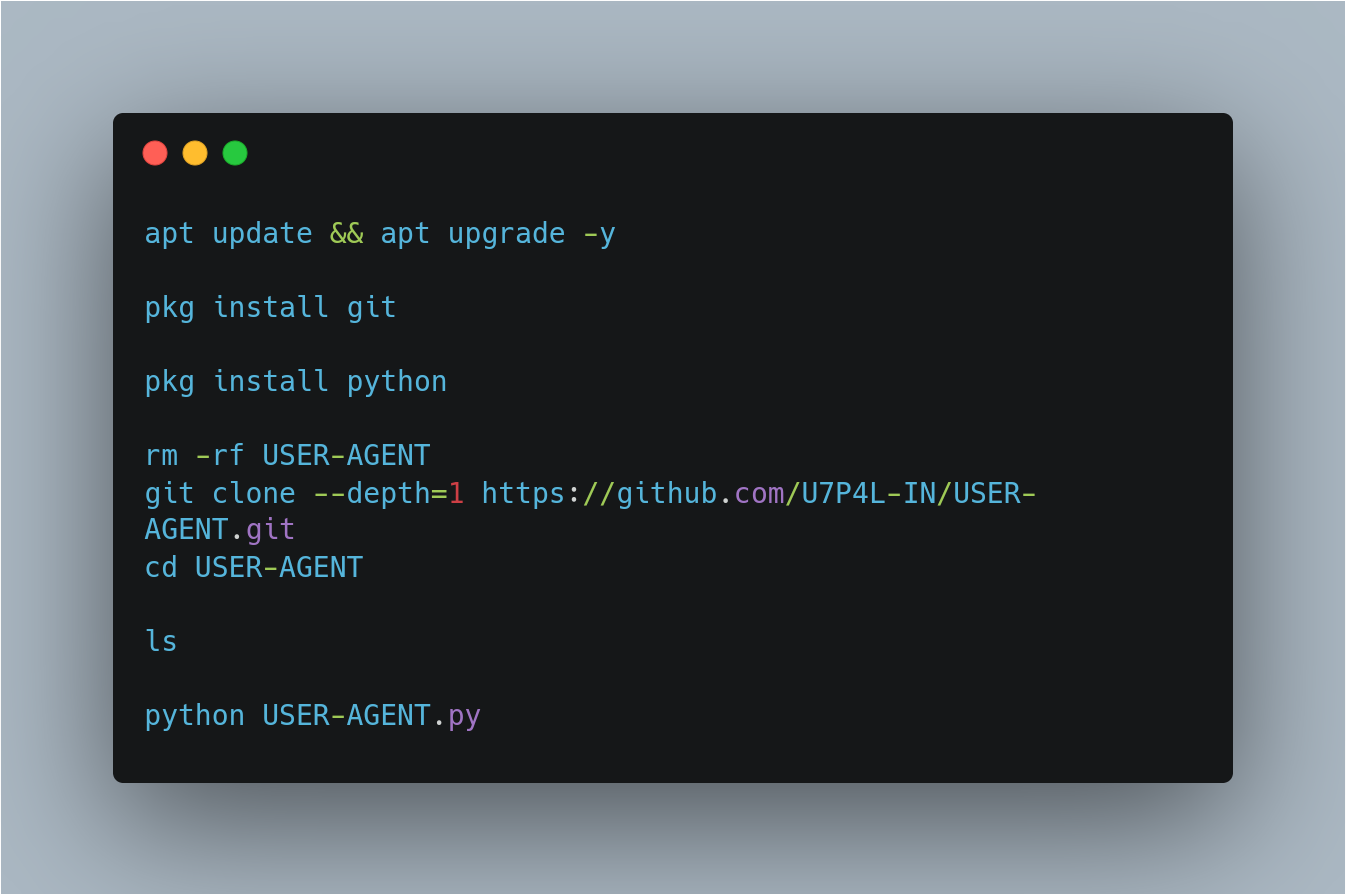 apt update && apt upgrade -y
pkg install git
pkg install python
rm -rf USER-AGENT
git clone --depth=1 https://github.com/U7P4L-IN/USER-
AGENT.git
cd USER-AGENT
ls
python USER-AGENT.py